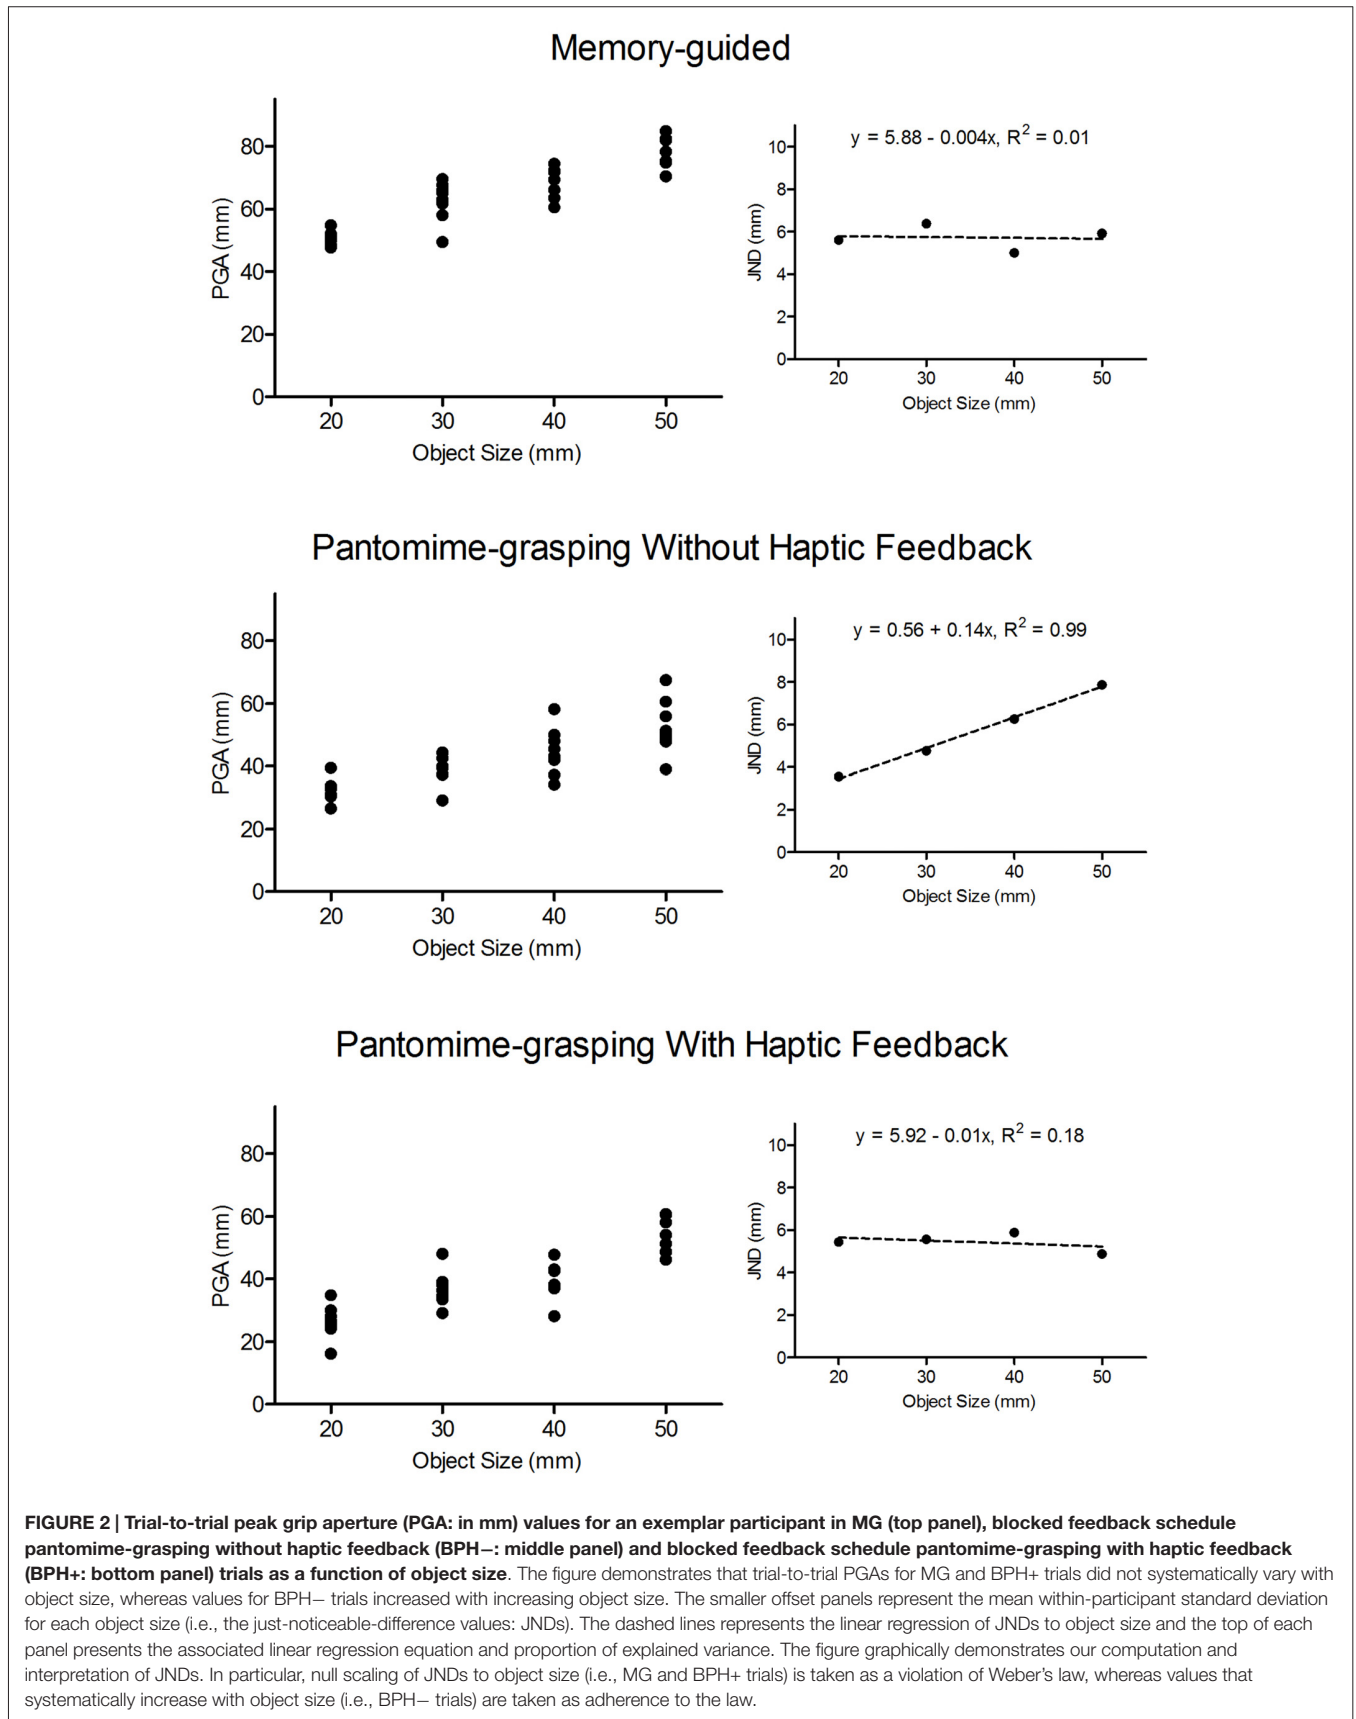 Memory-guided
PGA (mm)
80
60
40
20
0
20 30 40 50
Object Size (mm)
y = 5.88 - 0.004x, R² = 0.01
JND (mm)
10
8
6
4
2
0
20 30 40 50
Object Size (mm)
Pantomime-grasping Without Haptic Feedback
PGA (mm)
80
60
40
20
0
20 30 40 50
Object Size (mm)
y = 0.56 + 0.14x, R² = 0.99
JND (mm)
10
8
6
4
2
0
20 30 40 50
Object Size (mm)
Pantomime-grasping With Haptic Feedback
PGA (mm)
80
60
40
20
0
20 30 40 50
Object Size (mm)
y = 5.92 - 0.01x, R² = 0.18
JND (mm)
10
8
6
4
2
0
20 30 40 50
Object Size (mm)
FIGURE 2 | Trial-to-trial peak grip aperture (PGA: in mm) values for an exemplar participant in MG (top panel), blocked feedback schedule
pantomime-grasping without haptic feedback (BPH−: middle panel) and blocked feedback schedule pantomime-grasping with haptic feedback
(BPH+: bottom panel) trials as a function of object size. The figure demonstrates that trial-to-trial PGAs for MG and BPH+ trials did not systematically vary with
object size, whereas values for BPH− trials increased with increasing object size. The smaller offset panels represent the mean within-participant standard deviation
for each object size (i.e., the just-noticeable-difference values: JNDs). The dashed lines represents the linear regression of JNDs to object size and the top of each
panel presents the associated linear regression equation and proportion of explained variance. The figure graphically demonstrates our computation and
interpretation of JNDs. In particular, null scaling of JNDs to object size (i.e., MG and BPH+ trials) is taken as a violation of Weber's law, whereas values that
systematically increase with object size (i.e., BPH− trials) are taken as adherence to the law.